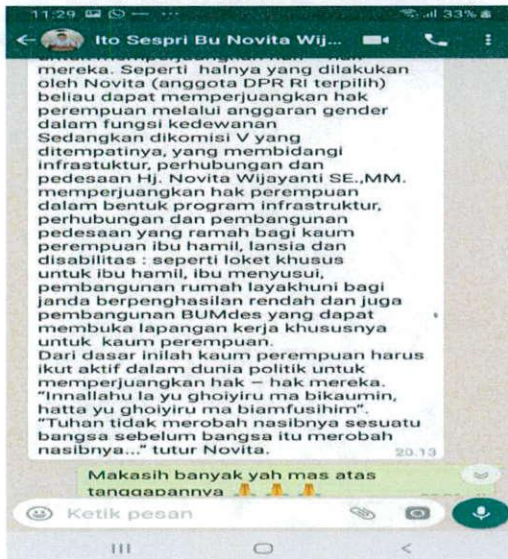 11:29
33%
Ito Sespri Bu Novita Wij...
mereka. Seperti halnya yang dilakukan
oleh Novita (anggota DPR RI terpilih)
beliau dapat memperjuangkan hak
perempuan melalui anggaran gender
dalam fungsi kedewanan
Sedangkan dikomisi V yang
ditempatinya, yang membidangi
infrastuktur, perhubungan dan
pedesaan Hj. Novita Wijayanti SE.,MM.
memperjuangkan hak perempuan
dalam bentuk program infrastruktur,
perhubungan dan pembangunan
pedesaan yang ramah bagi kaum
perempuan ibu hamil, lansia dan
disabilitas : seperti loket khusus
untuk ibu hamil, ibu menyusui,
pembangunan rumah layakhuni bagi
janda berpenghasilan rendah dan juga
pembangunan BUMdes yang dapat
membuka lapangan kerja khususnya
untuk kaum perempuan.
Dari dasar inilah kaum perempuan harus
ikut aktif dalam dunia politik untuk
memperjuangkan hak – hak mereka.
“Innallahu la yu ghoiyiru ma bikaumin,
hatta yu ghoiyiru ma biamfusihim”.
“Tuhan tidak merobah nasibnya sesuatu
bangsa sebelum bangsa itu merobah
nasibnya...“ tutur Novita.
20.13
Makasih banyak yah mas atas
tanggapannya 🙏🙏🙏
Ketik pesan